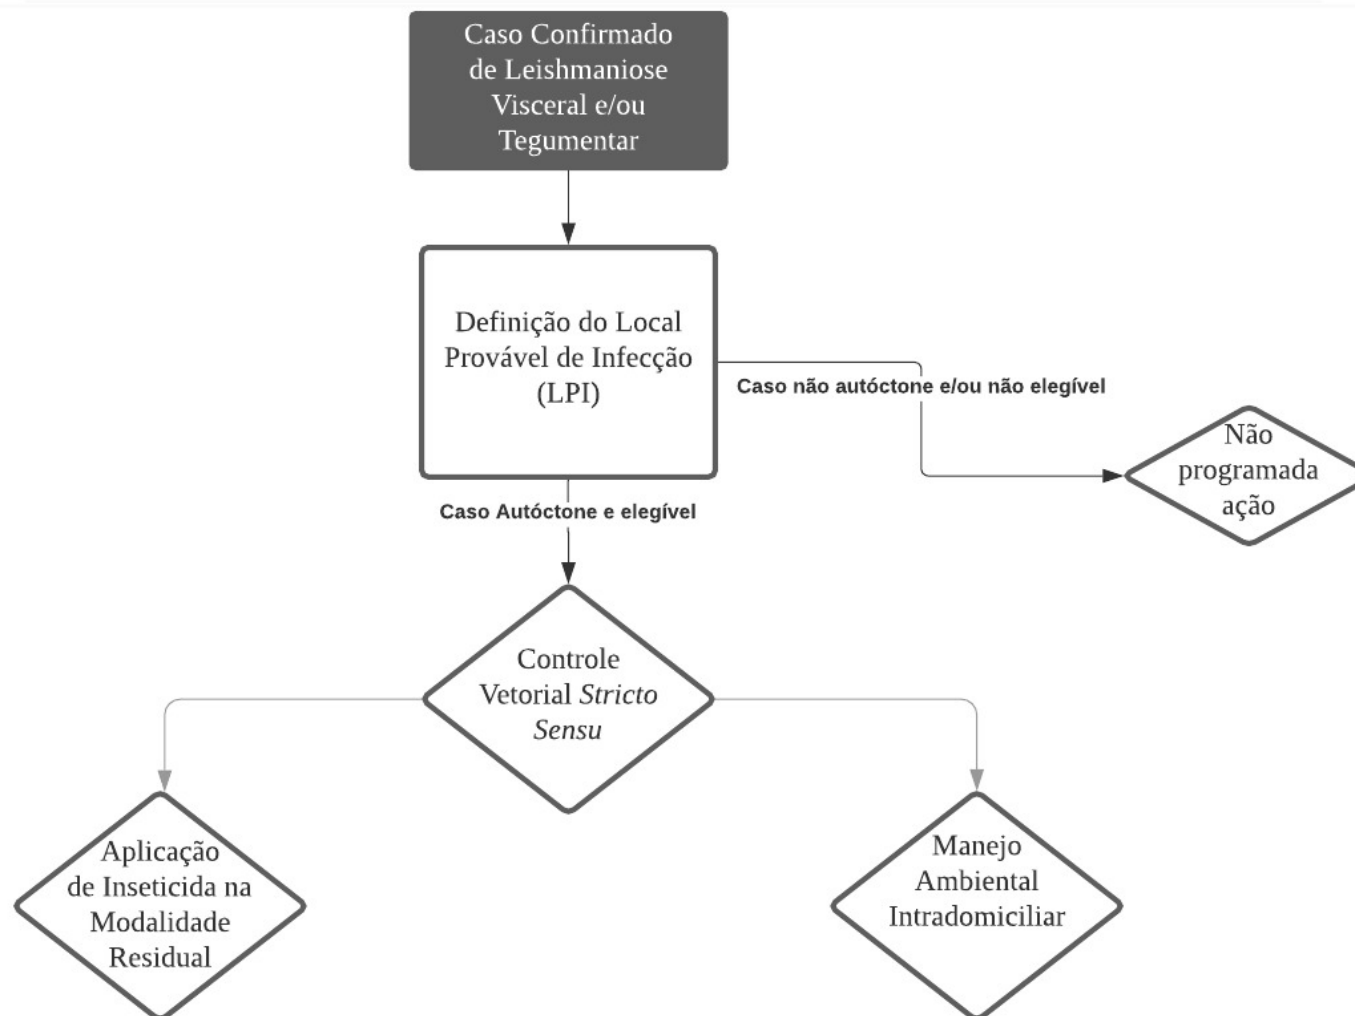 Caso Confirmado
de Leishmaniose
Visceral e/ou
Tegumentar
Definição do Local
Provável de Infecção
(LPI)
Caso não autóctone e/ou não elegível
Não
programada
ação
Caso Autóctone e elegível
Controle
Vetorial Stricto
Sensu
Aplicação
de Inseticida na
Modalidade
Residual
Manejo
Ambiental
Intradomiciliar